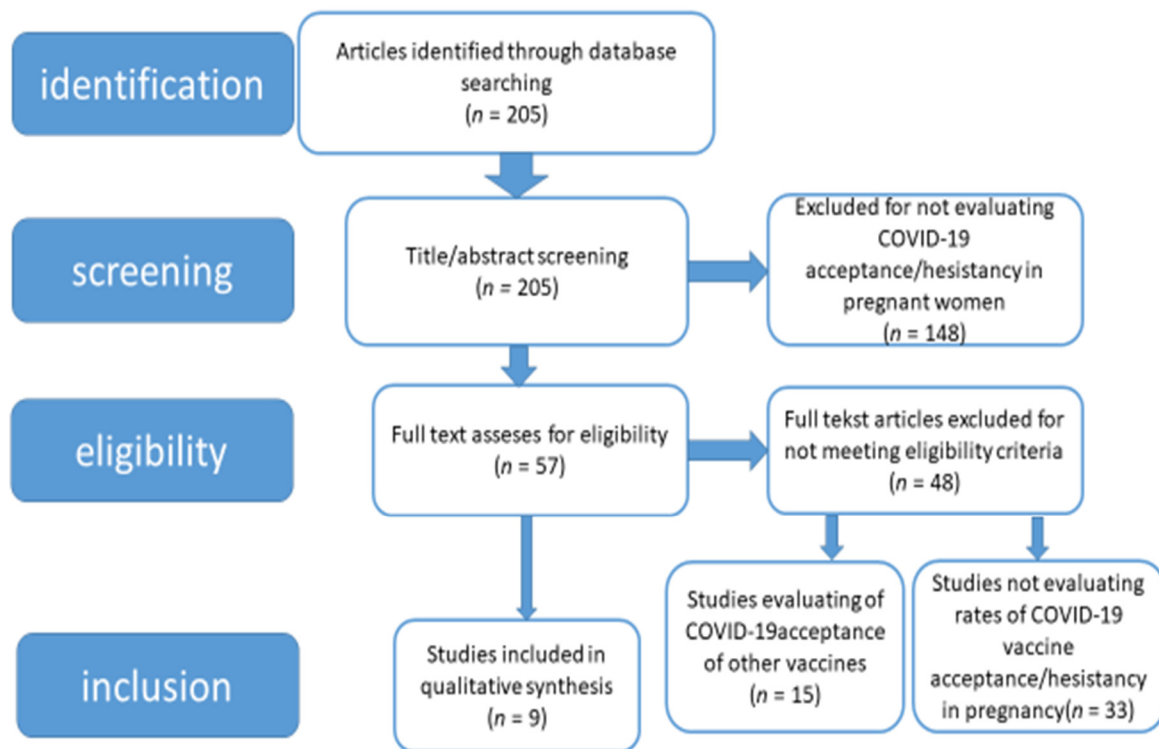 identification
Articles identified through database
searching
(n = 205)
screening
Title/abstract screening
(n = 205)
Excluded for not evaluating
COVID-19
acceptance/hesistancy in
pregnant women
(n = 148)
eligibility
Full text asseses for eligibility
(n = 57)
Full tekst articles excluded for
not meeting eligibility criteria
(n = 48)
inclusion
Studies included in
qualitative synthesis
(n = 9)
Studies evaluating of
COVID-19acceptance
of other vaccines
(n = 15)
Studies not evaluating
rates of COVID-19
vaccine
acceptance/hesistancy
in pregnancy(n = 33)